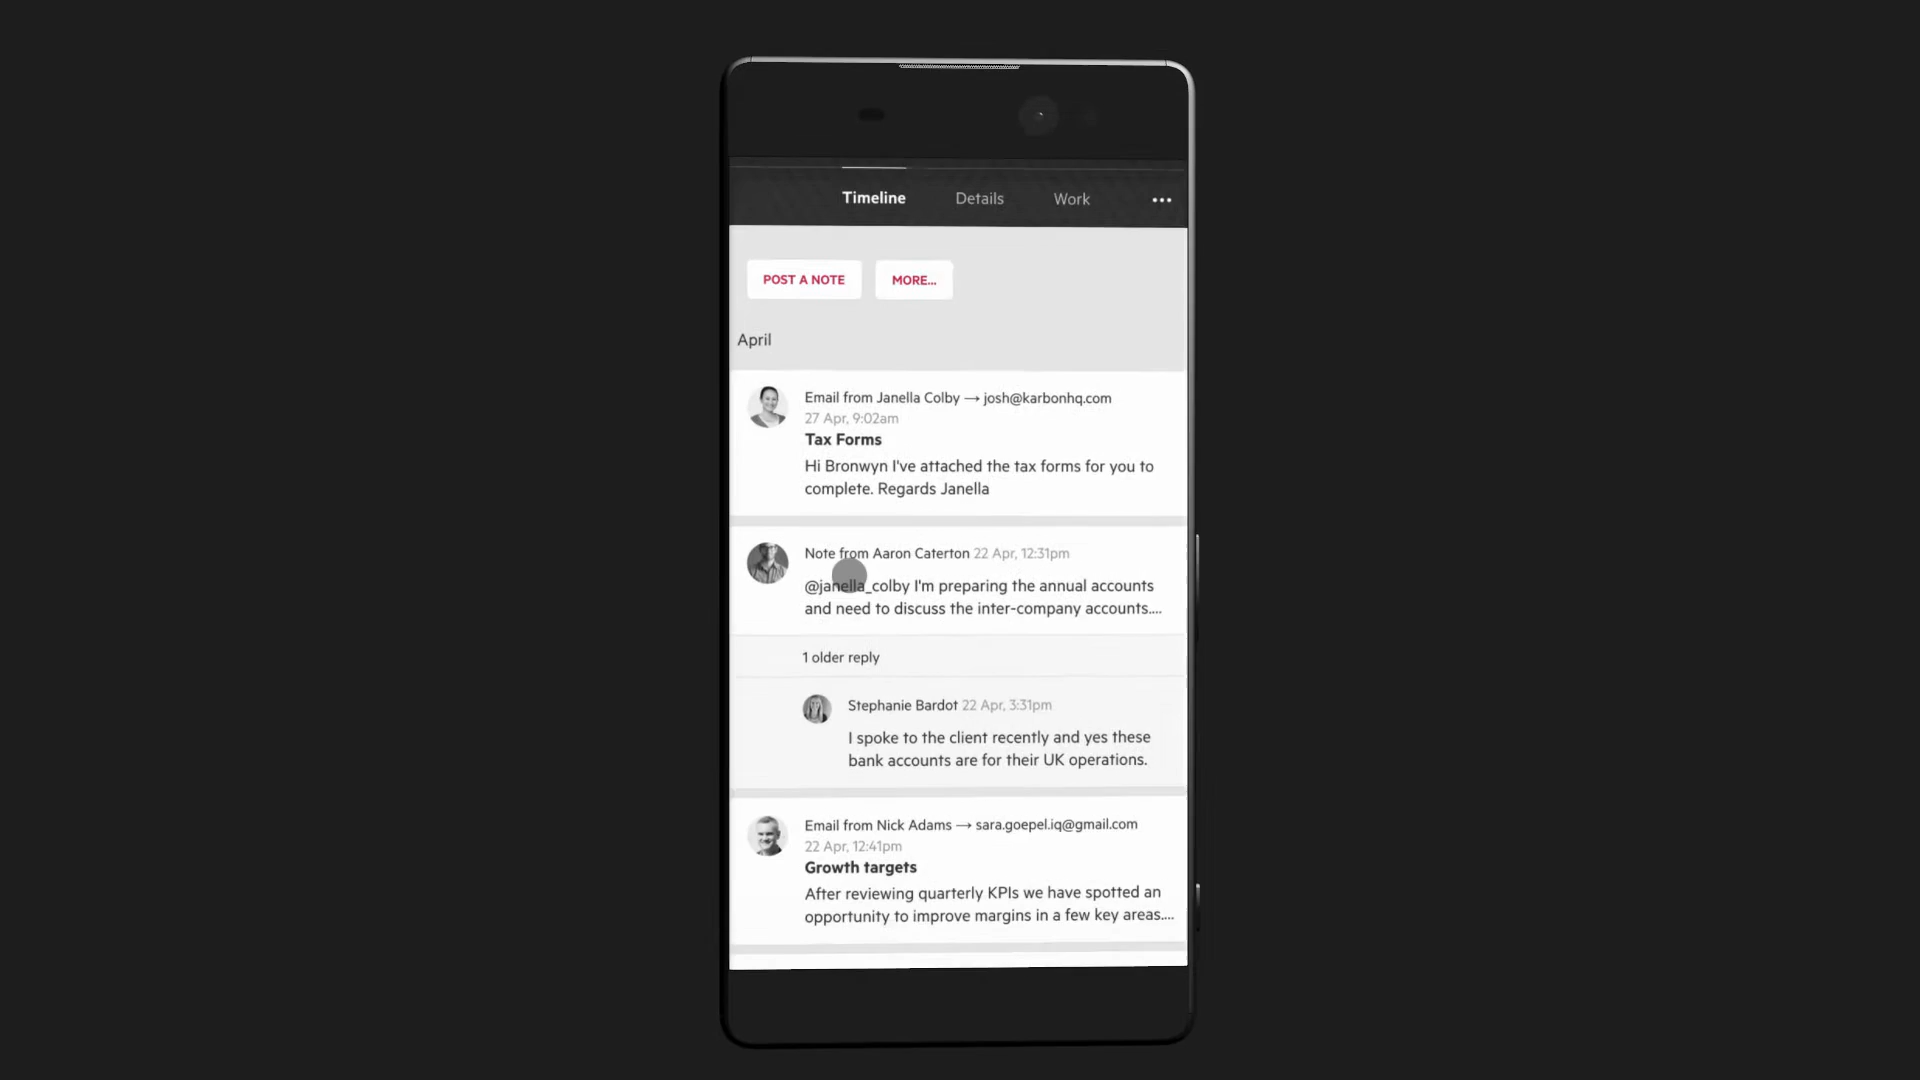 Timeline Details Work •••
POST A NOTE MORE...
April
Email from Janella Colby → josh@karbonhq.com
27 Apr, 9:02am
Tax Forms
Hi Bronwyn I've attached the tax forms for you to
complete. Regards Janella
Note from Aaron Caterton 22 Apr, 12:31pm
@janella_colby I'm preparing the annual accounts
and need to discuss the inter-company accounts....
1 older reply
Stephanie Bardot 22 Apr, 3:31pm
I spoke to the client recently and yes these
bank accounts are for their UK operations.
Email from Nick Adams → sara.goepel.iq@gmail.com
22 Apr, 12:41pm
Growth targets
After reviewing quarterly KPIs we have spotted an
opportunity to improve margins in a few key areas....